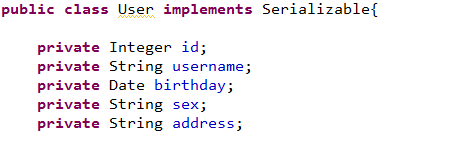 public class User implements Serializable{
private Integer id;
private String username;
private Date birthday;
private String sex;
private String address;